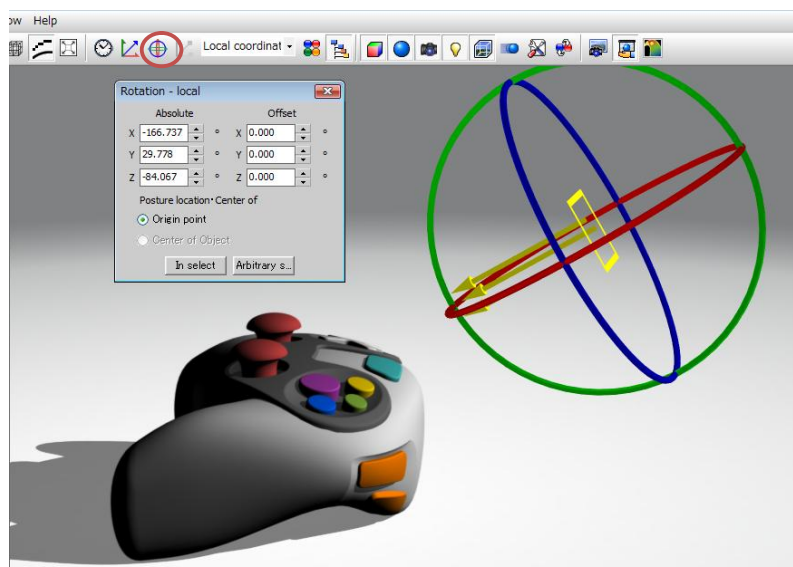 ow Help
Local coordinat
Rotation - local
Absolute Offset
X -166.737 ° X 0.000 °
Y 29.778 ° Y 0.000 °
Z -84.067 ° Z 0.000 °
Posture location・Center of
Origin point
Center of Object
In select Arbitrary s...